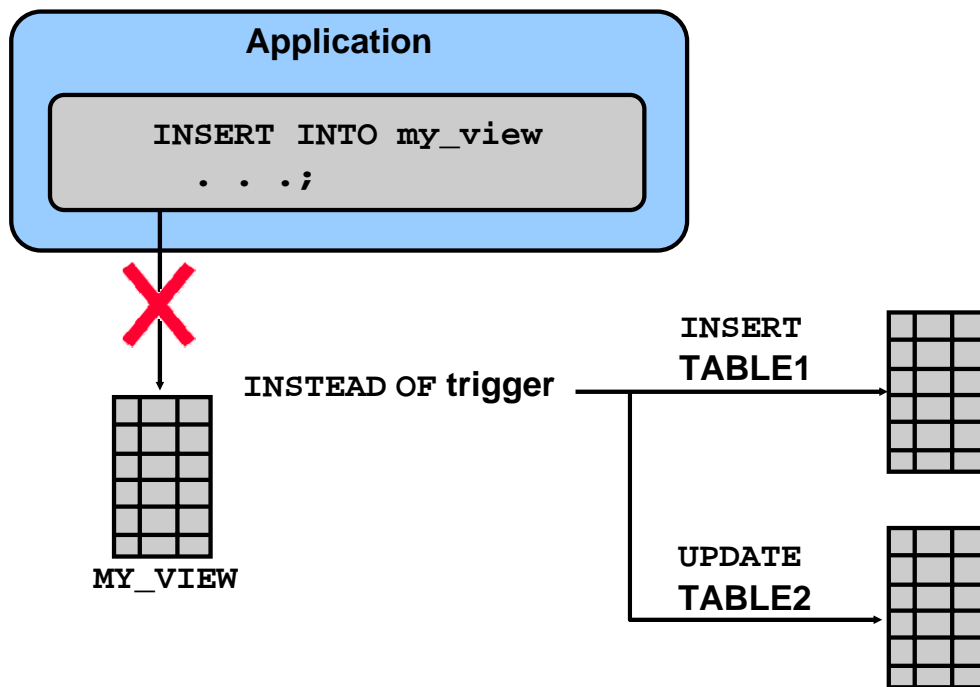 Application
INSERT INTO my_view
. . .;
INSTEAD OF trigger
MY_VIEW
INSERT
TABLE1
UPDATE
TABLE2